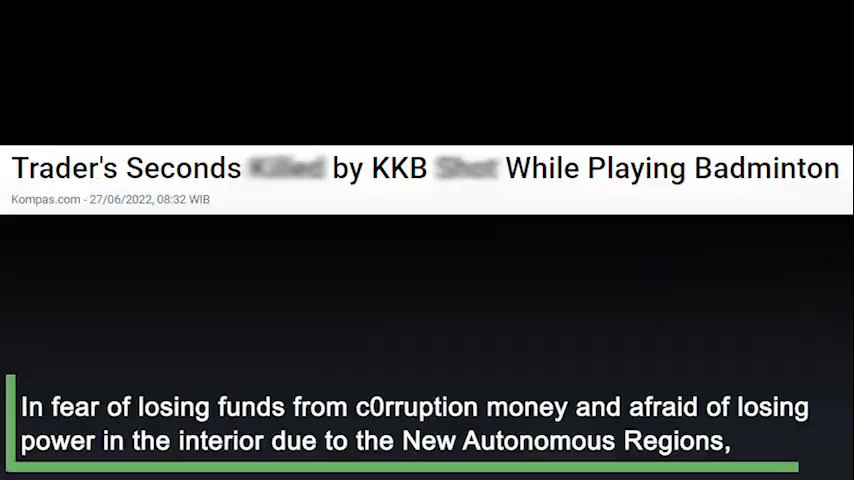 Trader's Seconds by KKB While Playing Badminton
Kompas.com - 27/06/2022, 08:32 WIB
In fear of losing funds from c0rruption money and afraid of losing
power in the interior due to the New Autonomous Regions,